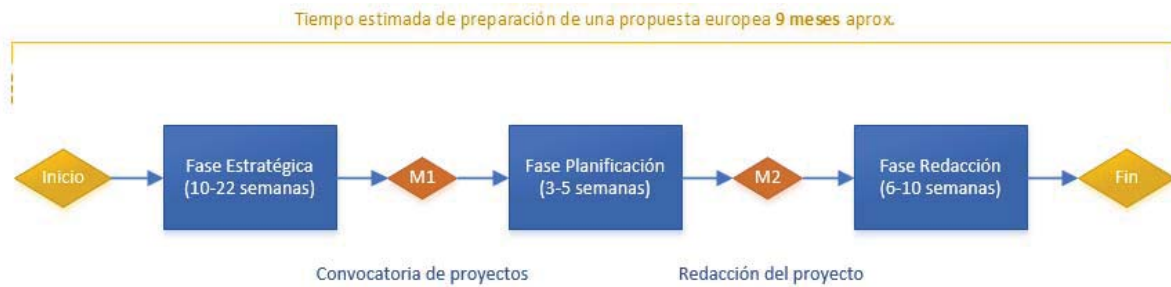 Tiempo estimada de preparación de una propuesta europea 9 meses aprox.
Inicio
Fase Estratégica
(10-22 semanas)
M1
Fase Planificación
(3-5 semanas)
M2
Fase Redacción
(6-10 semanas)
Fin
Convocatoria de proyectos
Redacción del proyecto